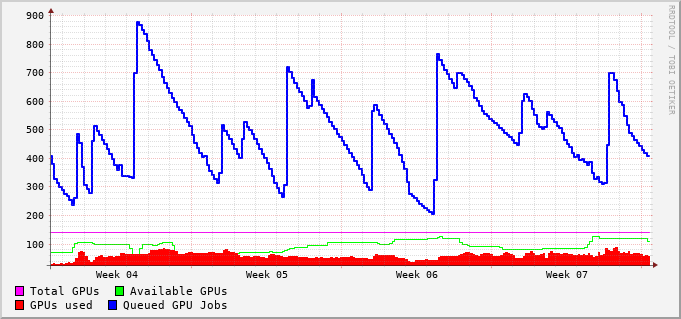 900
800
700
600
500
400
300
200
100
Week 04 Week 05 Week 06 Week 07
Total GPUs Available GPUs
GPUs used Queued GPU Jobs
RRDTOOL / TOBI OETIKER